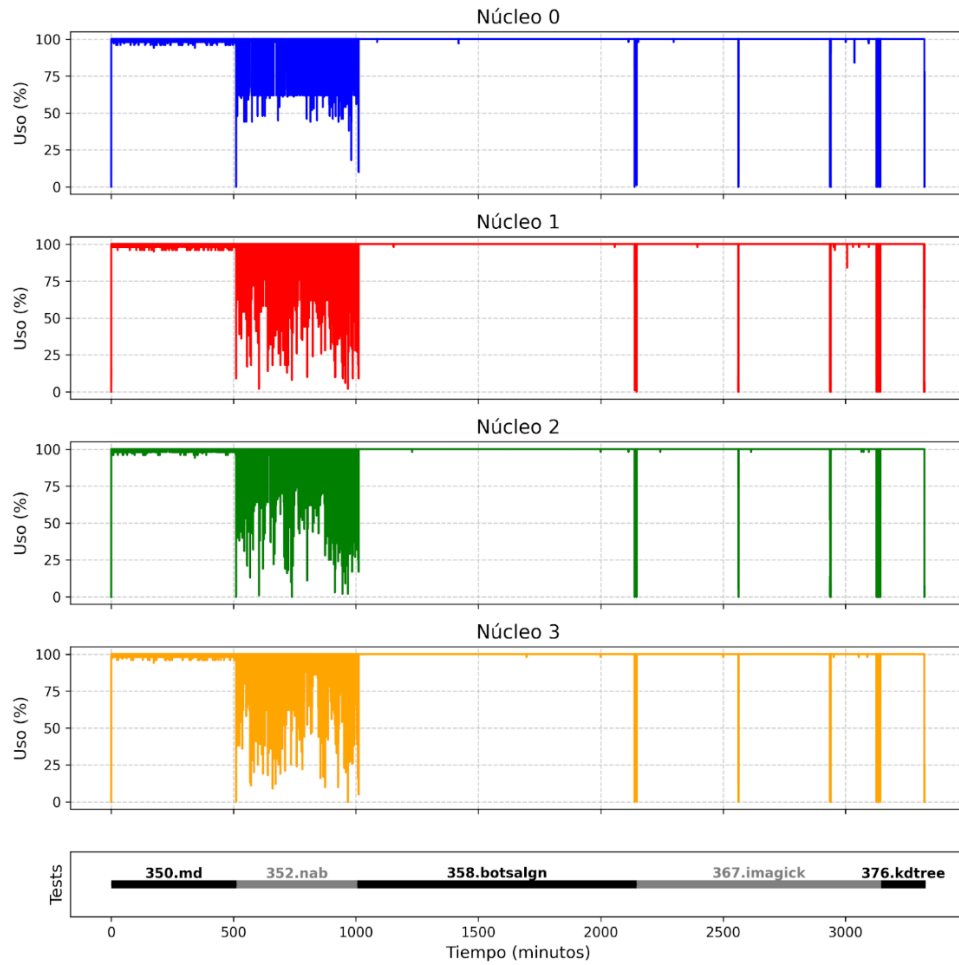 Núcleo 0
Uso (%)
100
75
50
25
0
Núcleo 1
Uso (%)
100
75
50
25
0
Núcleo 2
Uso (%)
100
75
50
25
0
Núcleo 3
Uso (%)
100
75
50
25
0
Tests
350.md 352.nab 358.botsalgn 367.imagick 376.kdtree
0 500 1000 1500 2000 2500 3000
Tiempo (minutos)